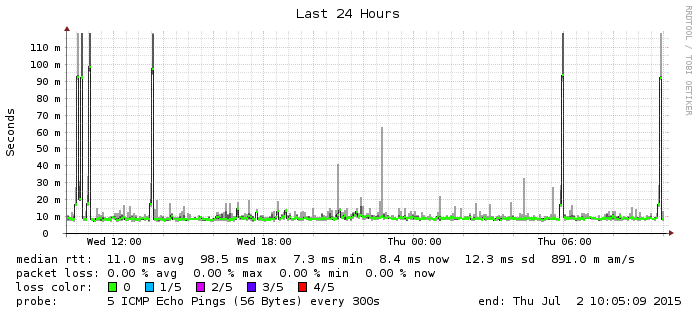 Last 24 Hours
RRDTOOL / TOBI OETIKER
Seconds
110 m
100 m
90 m
80 m
70 m
60 m
50 m
40 m
30 m
20 m
10 m
0
Wed 12:00 Wed 18:00 Thu 00:00 Thu 06:00
median rtt: 11.0 ms avg 98.5 ms max 7.3 ms min 8.4 ms now 12.3 ms sd 891.0 m am/s
packet loss: 0.00 % avg 0.00 % max 0.00 % min 0.00 % now
loss color: 0 1/5 2/5 3/5 4/5
probe: 5 ICMP Echo Pings (56 Bytes) every 300s end: Thu Jul 2 10:05:09 2015